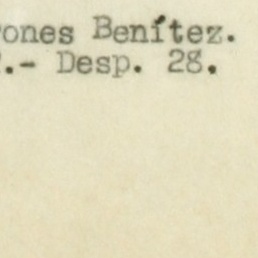 ones Benítez.
.- Desp. 28.